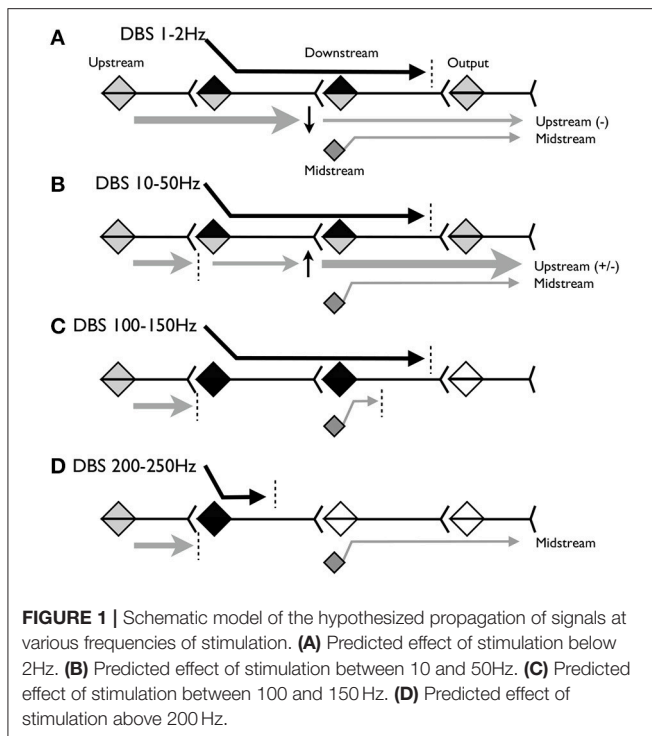 A
DBS 1-2Hz
Upstream
Downstream
Output
Upstream (-)
Midstream
Midstream
B
DBS 10-50Hz
Upstream (+/-)
Midstream
C
DBS 100-150Hz
D
DBS 200-250Hz
Midstream
FIGURE 1 | Schematic model of the hypothesized propagation of signals at
various frequencies of stimulation. (A) Predicted effect of stimulation below
2Hz. (B) Predicted effect of stimulation between 10 and 50Hz. (C) Predicted
effect of stimulation between 100 and 150 Hz. (D) Predicted effect of
stimulation above 200 Hz.